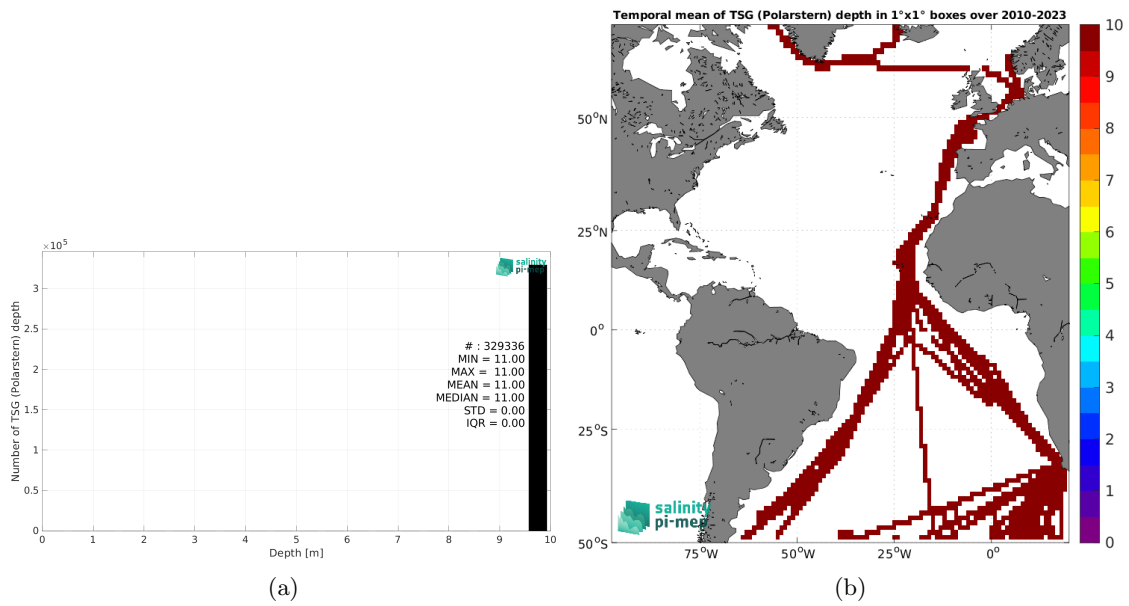 ×10⁵
3
2.5
2
1.5
1
0.5
0
Number of TSG (Polarstern) depth
salinity
pi-mep
# : 329336
MIN = 11.00
MAX = 11.00
MEAN = 11.00
MEDIAN = 11.00
STD = 0.00
IQR = 0.00
0 1 2 3 4 5 6 7 8 9 10
Depth [m]
(a)
Temporal mean of TSG (Polarstern) depth in 1°x1° boxes over 2010-2023
50°N
25°N
0°
25°S
50°S
75°W 50°W 25°W 0°
salinity
pi-mep
10
9
8
7
6
5
4
3
2
1
0
(b)